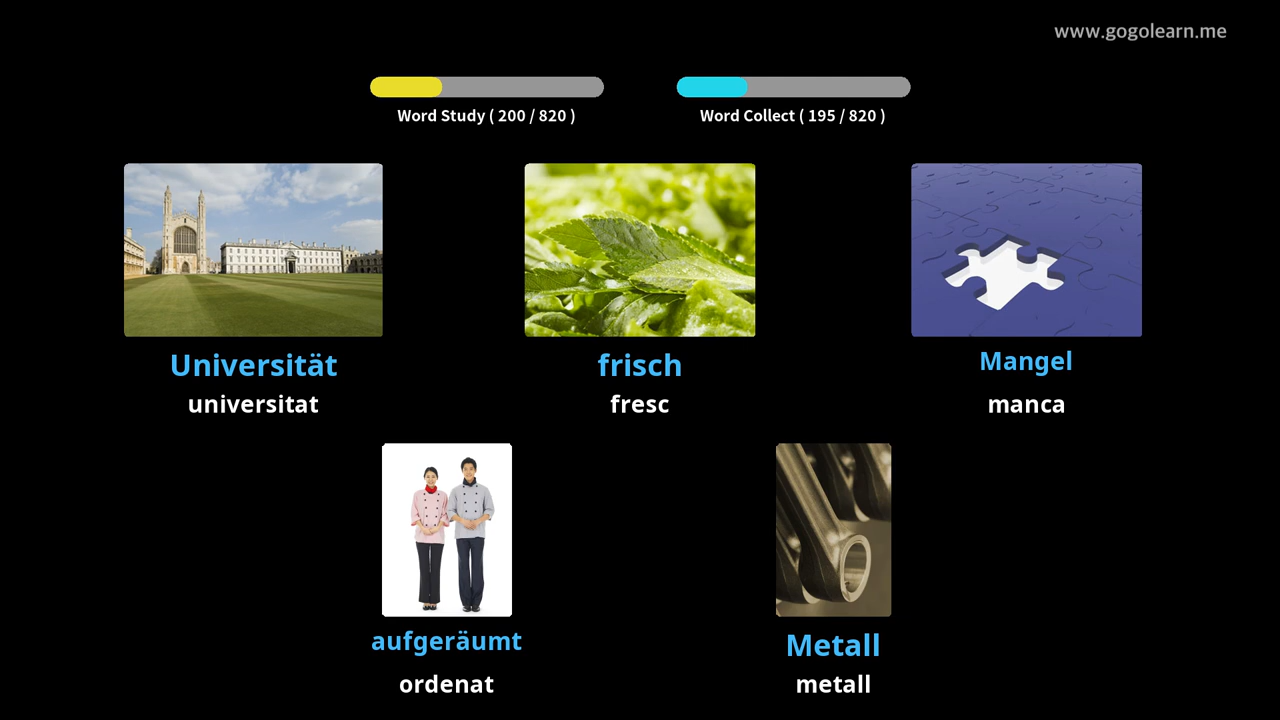 www.gogolearn.me
Word Study ( 200 / 820 )
Word Collect ( 195 / 820 )
Universität
universitat
frisch
fresc
Mangel
manca
aufgeräumt
ordenat
Metall
metall